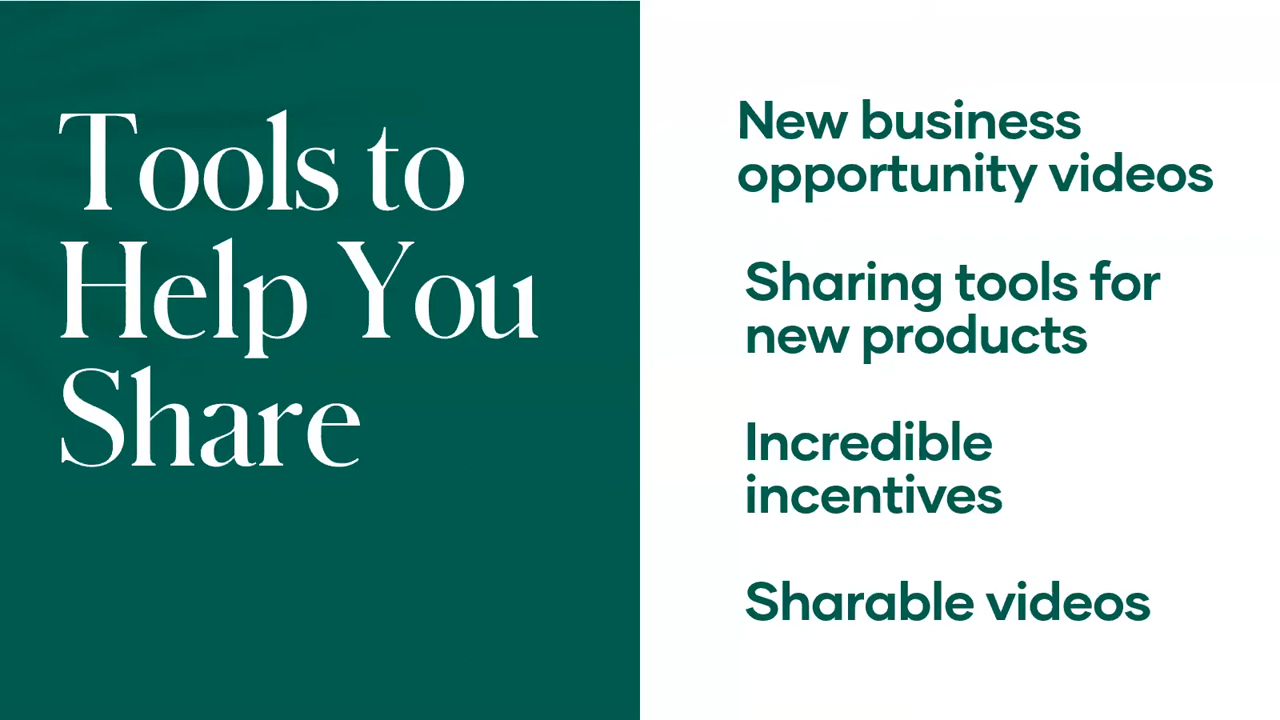 Tools to
Help You
Share
New business
opportunity videos
Sharing tools for
new products
Incredible
incentives
Sharable videos